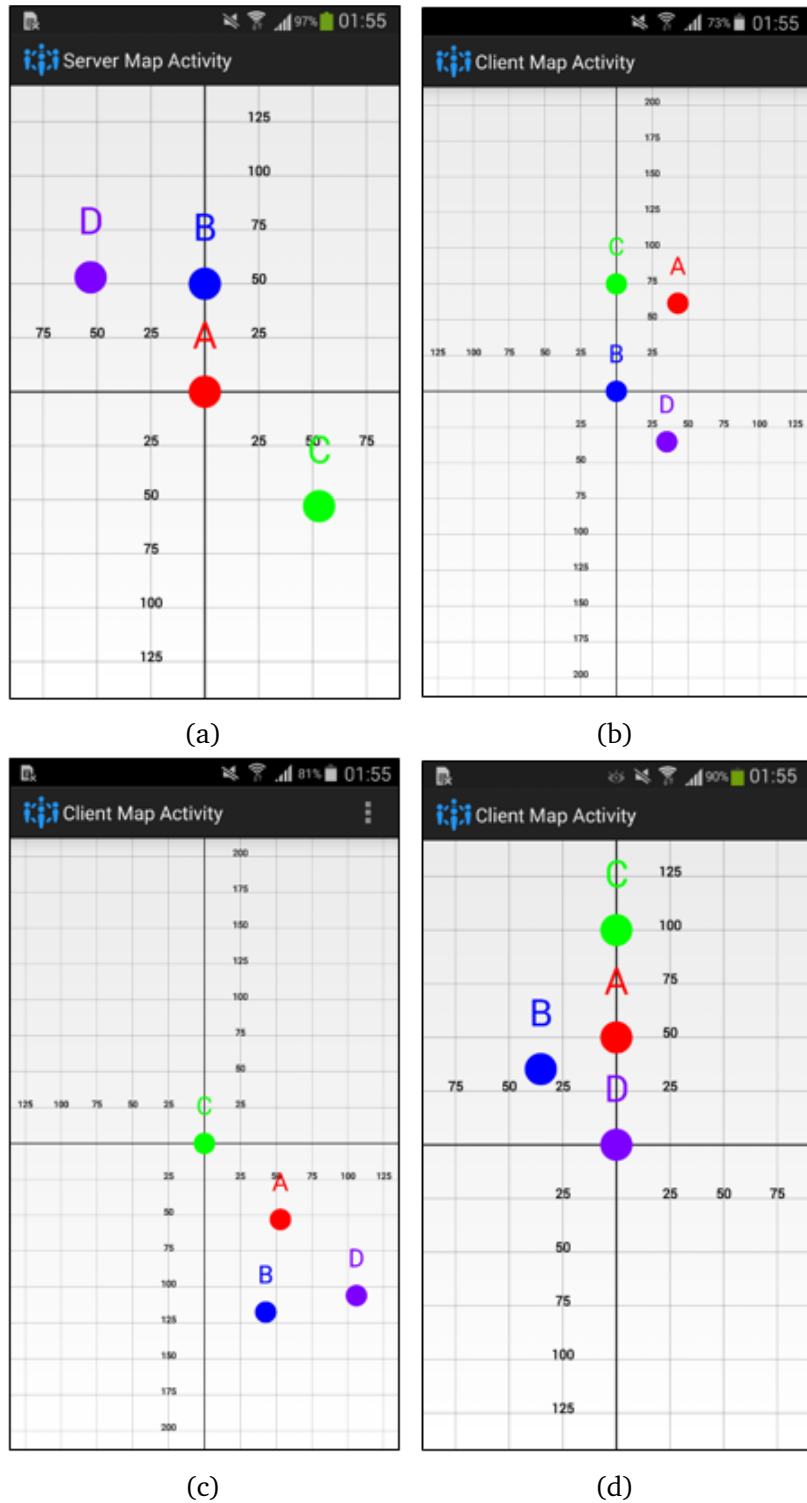 97% 01:55
Server Map Activity
125
100
D B 75
50
75 50 25 A 25
25 25 50 75
C
50
75
100
125
(a)
73% 01:55
Client Map Activity
200
175
150
125
C 100
A
75
50
125 100 75 50 25 B 25
D
25 25 50 75 100 125
50
75
100
125
150
175
200
(b)
81% 01:55
Client Map Activity
200
175
150
125
100
75
50
125 100 75 50 25 C 25
25 25 50 75 100 125
A
50
75 D
B
100
125
150
175
200
(c)
90% 01:55
Client Map Activity
C 125
100
A 75
B
50
75 50 25 D 25
25 25 50 75
50
75
100
125
(d)